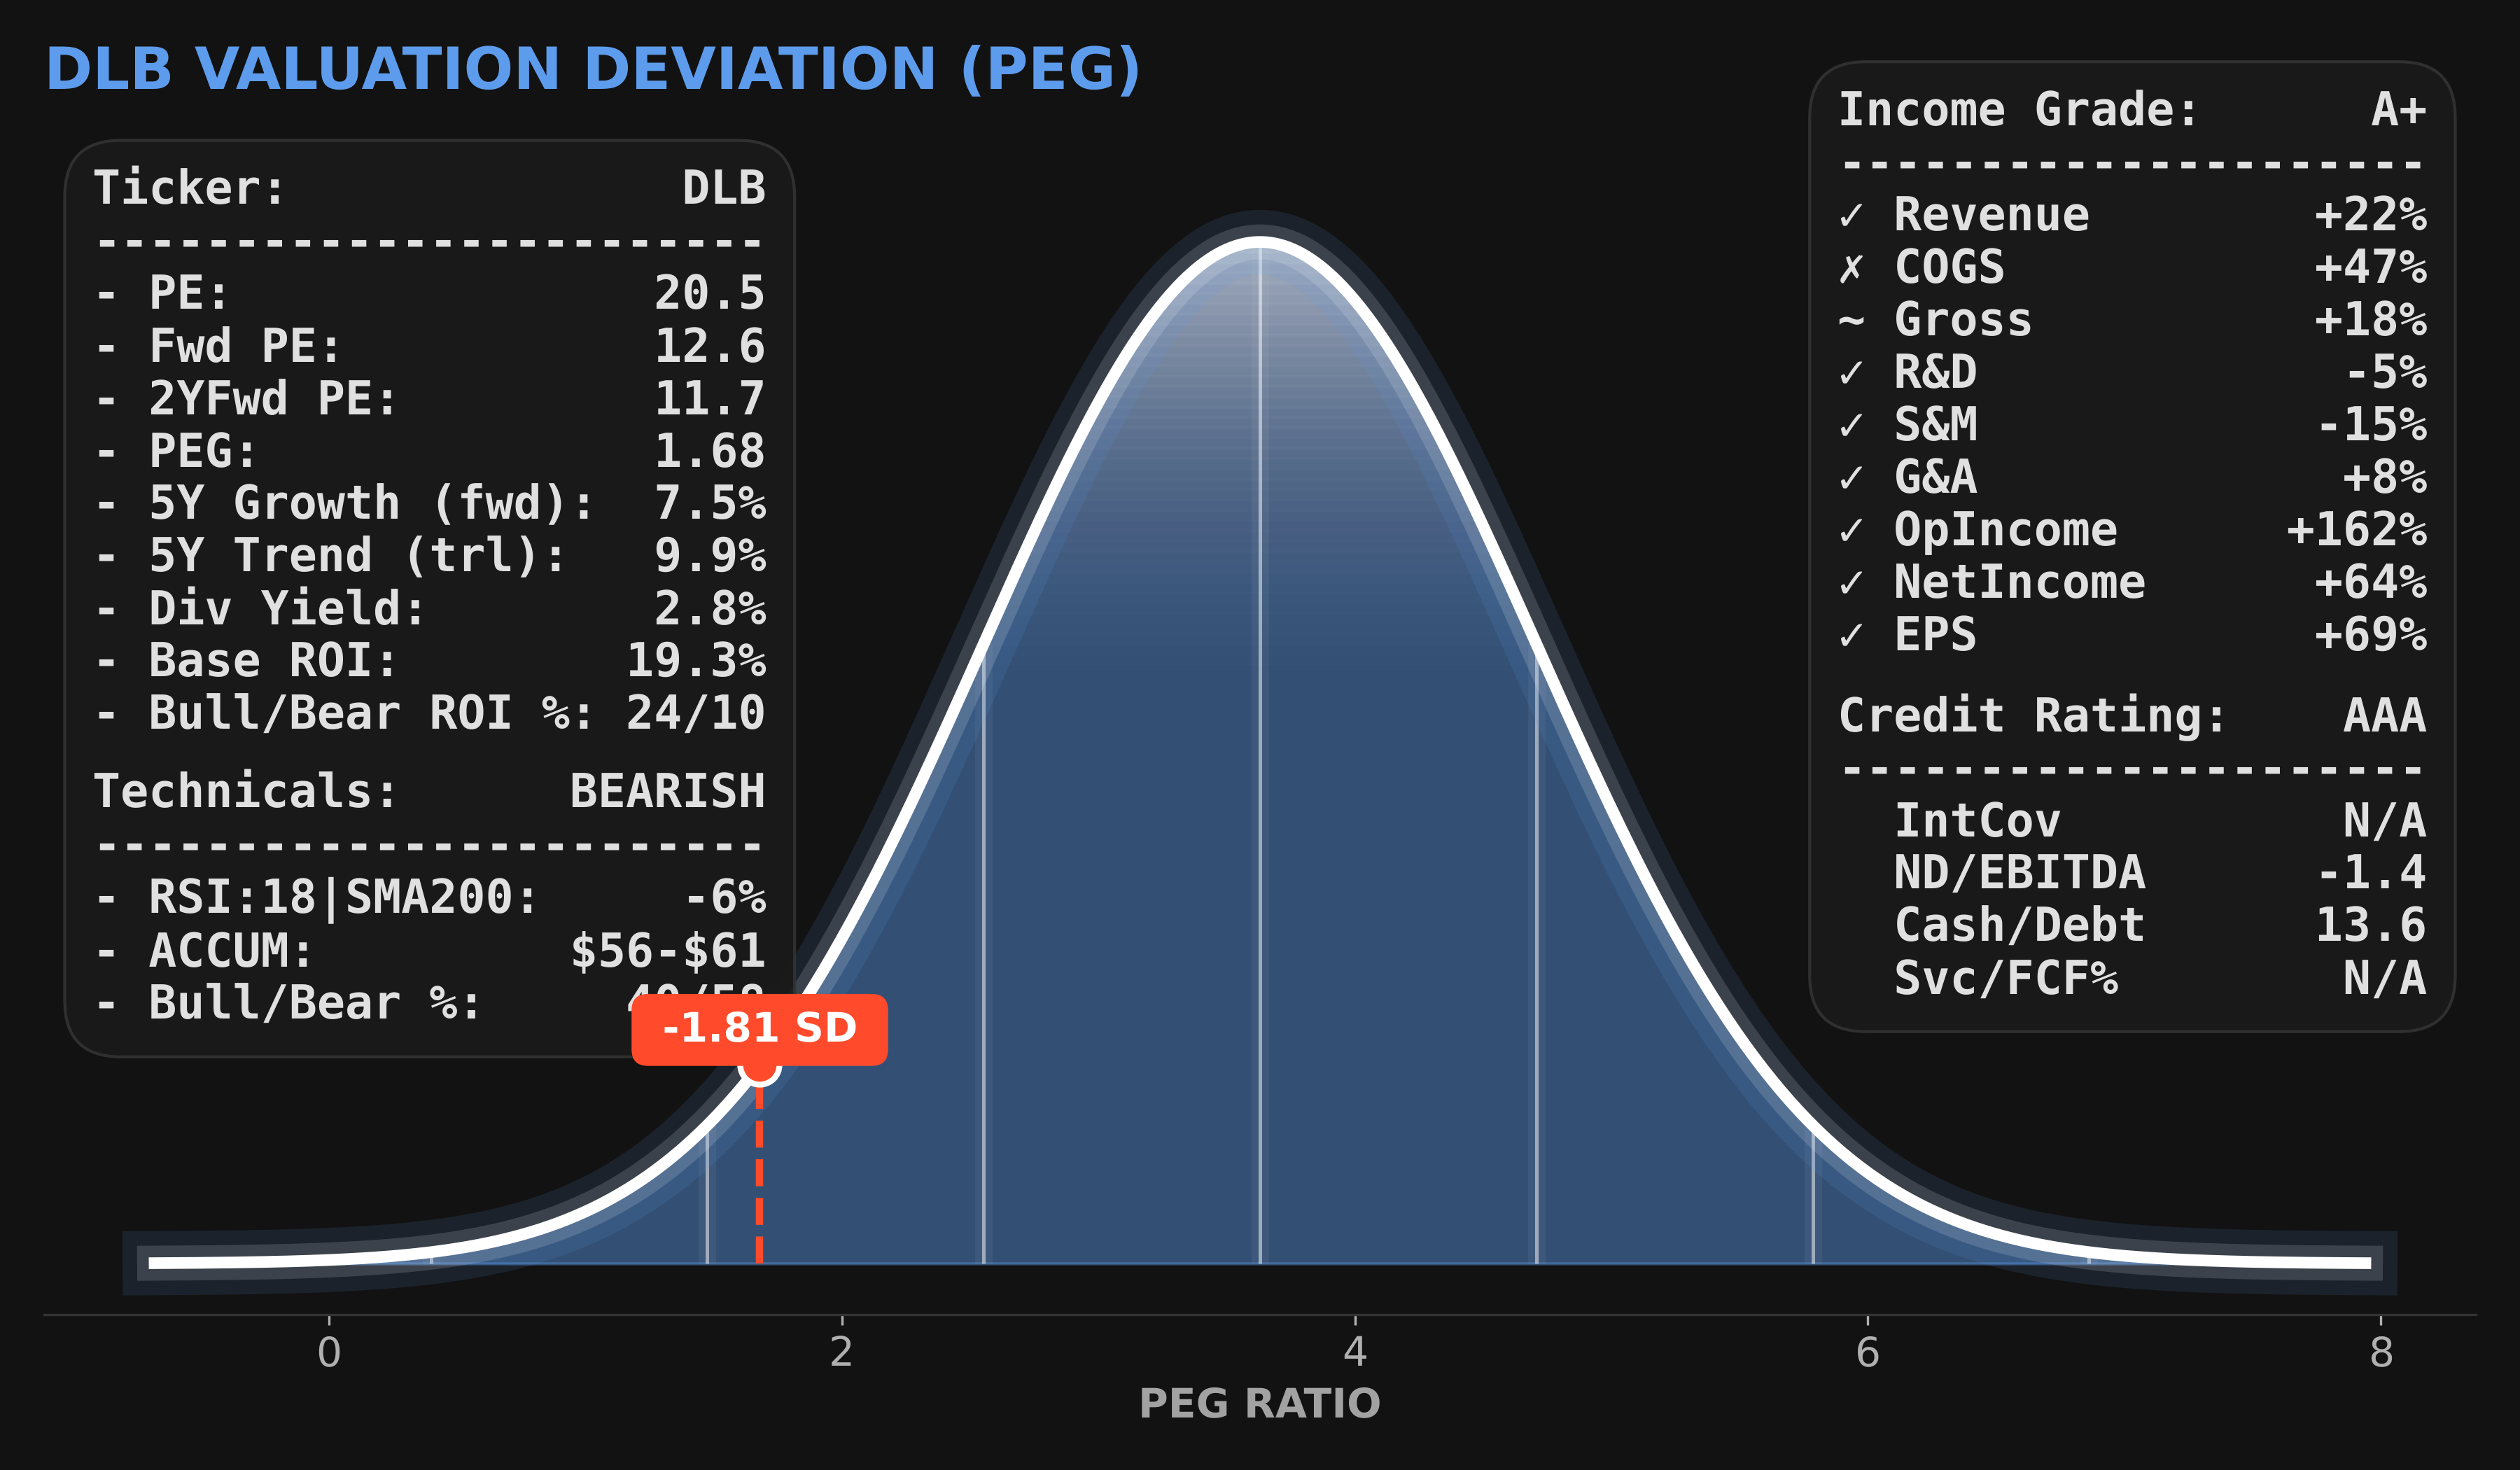 DLB VALUATION DEVIATION (PEG)
Ticker: DLB
------------------------
- PE: 20.5
- Fwd PE: 12.6
- 2YFwd PE: 11.7
- PEG: 1.68
- 5Y Growth (fwd): 7.5%
- 5Y Trend (trl): 9.9%
- Div Yield: 2.8%
- Base ROI: 19.3%
- Bull/Bear ROI %: 24/10
Technicals: BEARISH
------------------------
- RSI:18|SMA200: -6%
- ACCUM: $56-$61
- Bull/Bear %:
-1.81 SD
Income Grade: A+
---------------------
✓ Revenue +22%
✗ COGS +47%
~ Gross +18%
✓ R&D -5%
✓ S&M -15%
✓ G&A +8%
✓ OpIncome +162%
✓ NetIncome +64%
✓ EPS +69%
Credit Rating: AAA
---------------------
IntCov N/A
ND/EBITDA -1.4
Cash/Debt 13.6
Svc/FCF% N/A
0 2 4 6 8
PEG RATIO